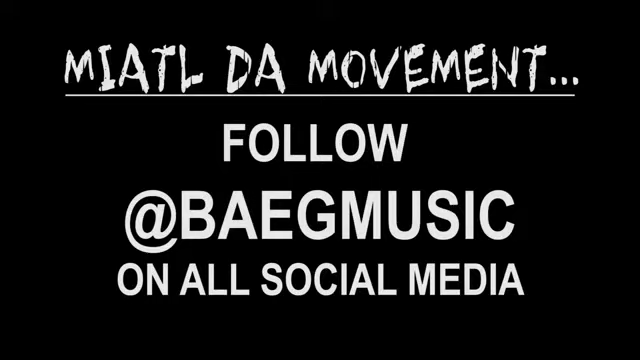 MIATL DA MOVEMENT...
FOLLOW
@BAEGMUSIC
ON ALL SOCIAL MEDIA